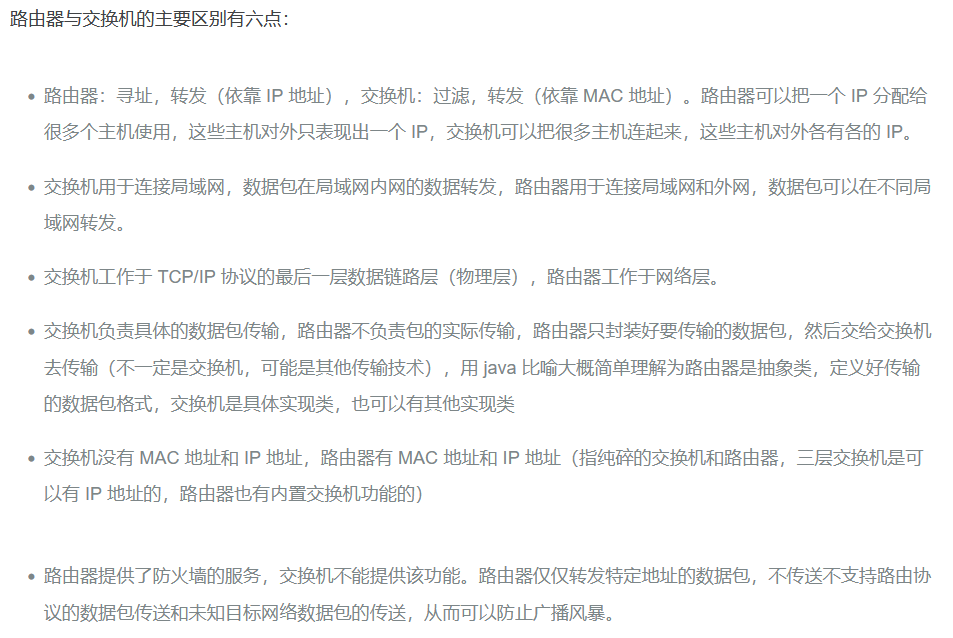 路由器与交换机的主要区别有六点：
• 路由器：寻址，转发（依靠 IP 地址），交换机：过滤，转发（依靠 MAC 地址）。路由器可以把一个 IP 分配给
很多个主机使用，这些主机对外只表现出一个 IP，交换机可以把很多主机连起来，这些主机对外各有各的 IP。
• 交换机用于连接局域网，数据包在局域网内网的数据转发，路由器用于连接局域网和外网，数据包可以在不同局
域网转发。
• 交换机工作于 TCP/IP 协议的最后一层数据链路层（物理层），路由器工作于网络层。
• 交换机负责具体的数据包传输，路由器不负责包的实际传输，路由器只封装好要传输的数据包，然后交给交换机
去传输（不一定是交换机，可能是其他传输技术），用 java 比喻大概简单理解为路由器是抽象类，定义好传输
的数据包格式，交换机是具体实现类，也可以有其他实现类
• 交换机没有 MAC 地址和 IP 地址，路由器有 MAC 地址和 IP 地址（指纯碎的交换机和路由器，三层交换机是可
以有 IP 地址的，路由器也有内置交换机功能的）
• 路由器提供了防火墙的服务，交换机不能提供该功能。路由器仅仅转发特定地址的数据包，不传送不支持路由协
议的数据包传送和未知目标网络数据包的传送，从而可以防止广播风暴。